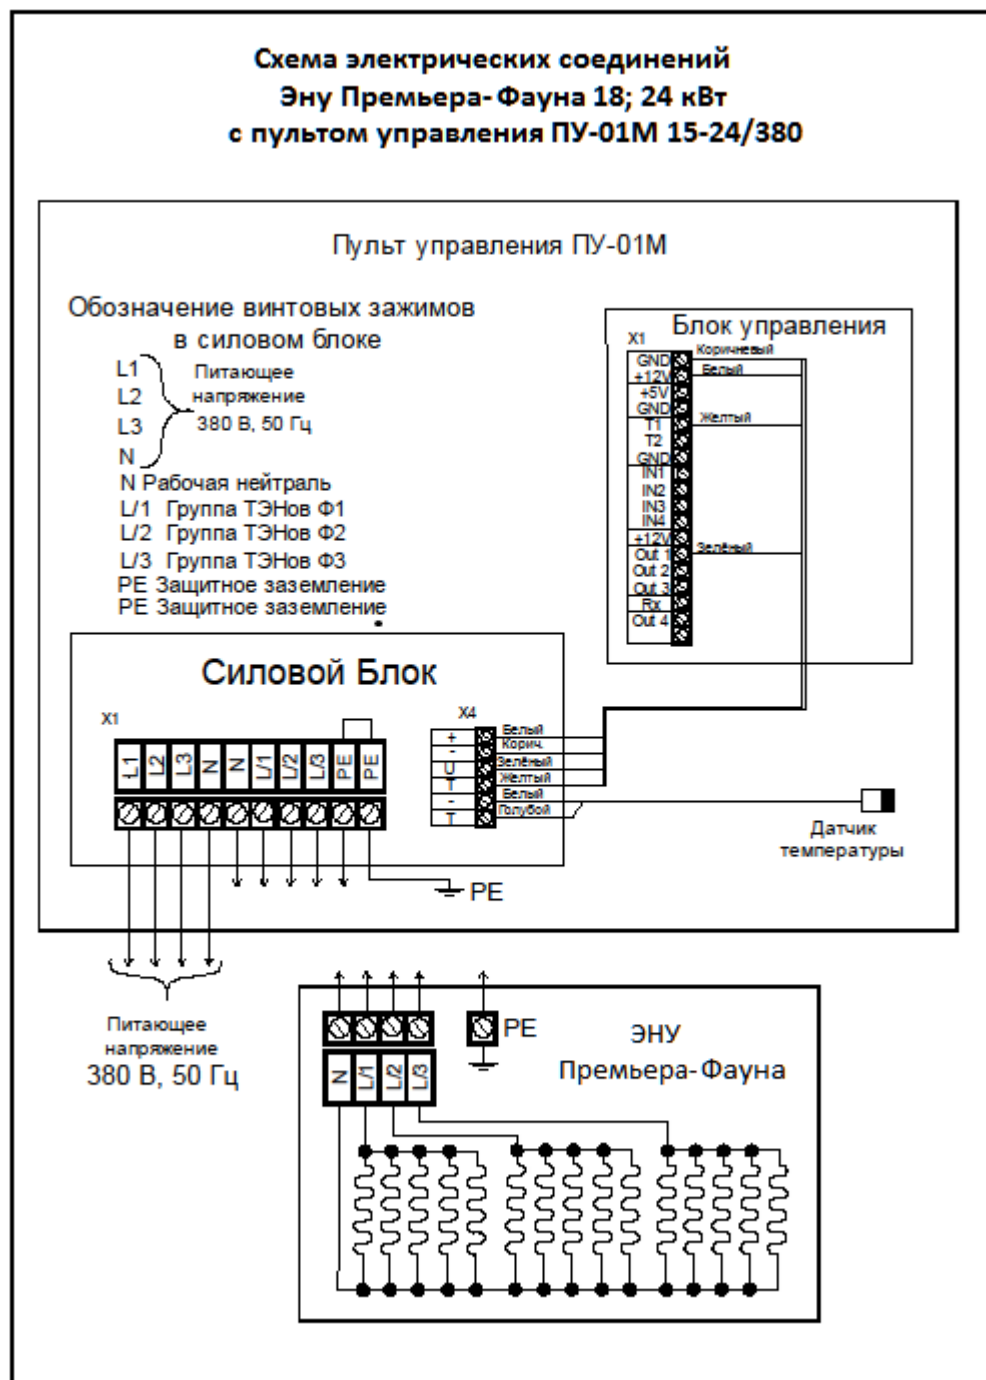 Схема электрических соединений
Эну Премьера- Фауна 18; 24 кВт
с пультом управления ПУ-01М 15-24/380
Пульт управления ПУ-01М
Обозначение винтовых зажимов
в силовом блоке
L1
L2
L3
N
Питающее
напряжение
380 В, 50 Гц
N Рабочая нейтраль
L/1 Группа ТЭНов Ф1
L/2 Группа ТЭНов Ф2
L/3 Группа ТЭНов Ф3
PE Защитное заземление
PE Защитное заземление
Блок управления
X1
GND Коричневый
+12V Белый
+5V
GND
T1 Желтый
T2
GND
IN1
IN2
IN3
IN4
+12V
Out 1 Зелёный
Out 2
Out 3
Rx
Out 4
Силовой Блок
X1
L1 L2 L3 N N L/1 L/2 L/3 PE PE
X4
+ Белый
- Корич.
U Зелёный
T Желтый
- Белый
T Голубой
Датчик
температуры
PE
Питающее
напряжение
380 В, 50 Гц
PE
ЭНУ
Премьера-Фауна
N L/1 L/2 L/3